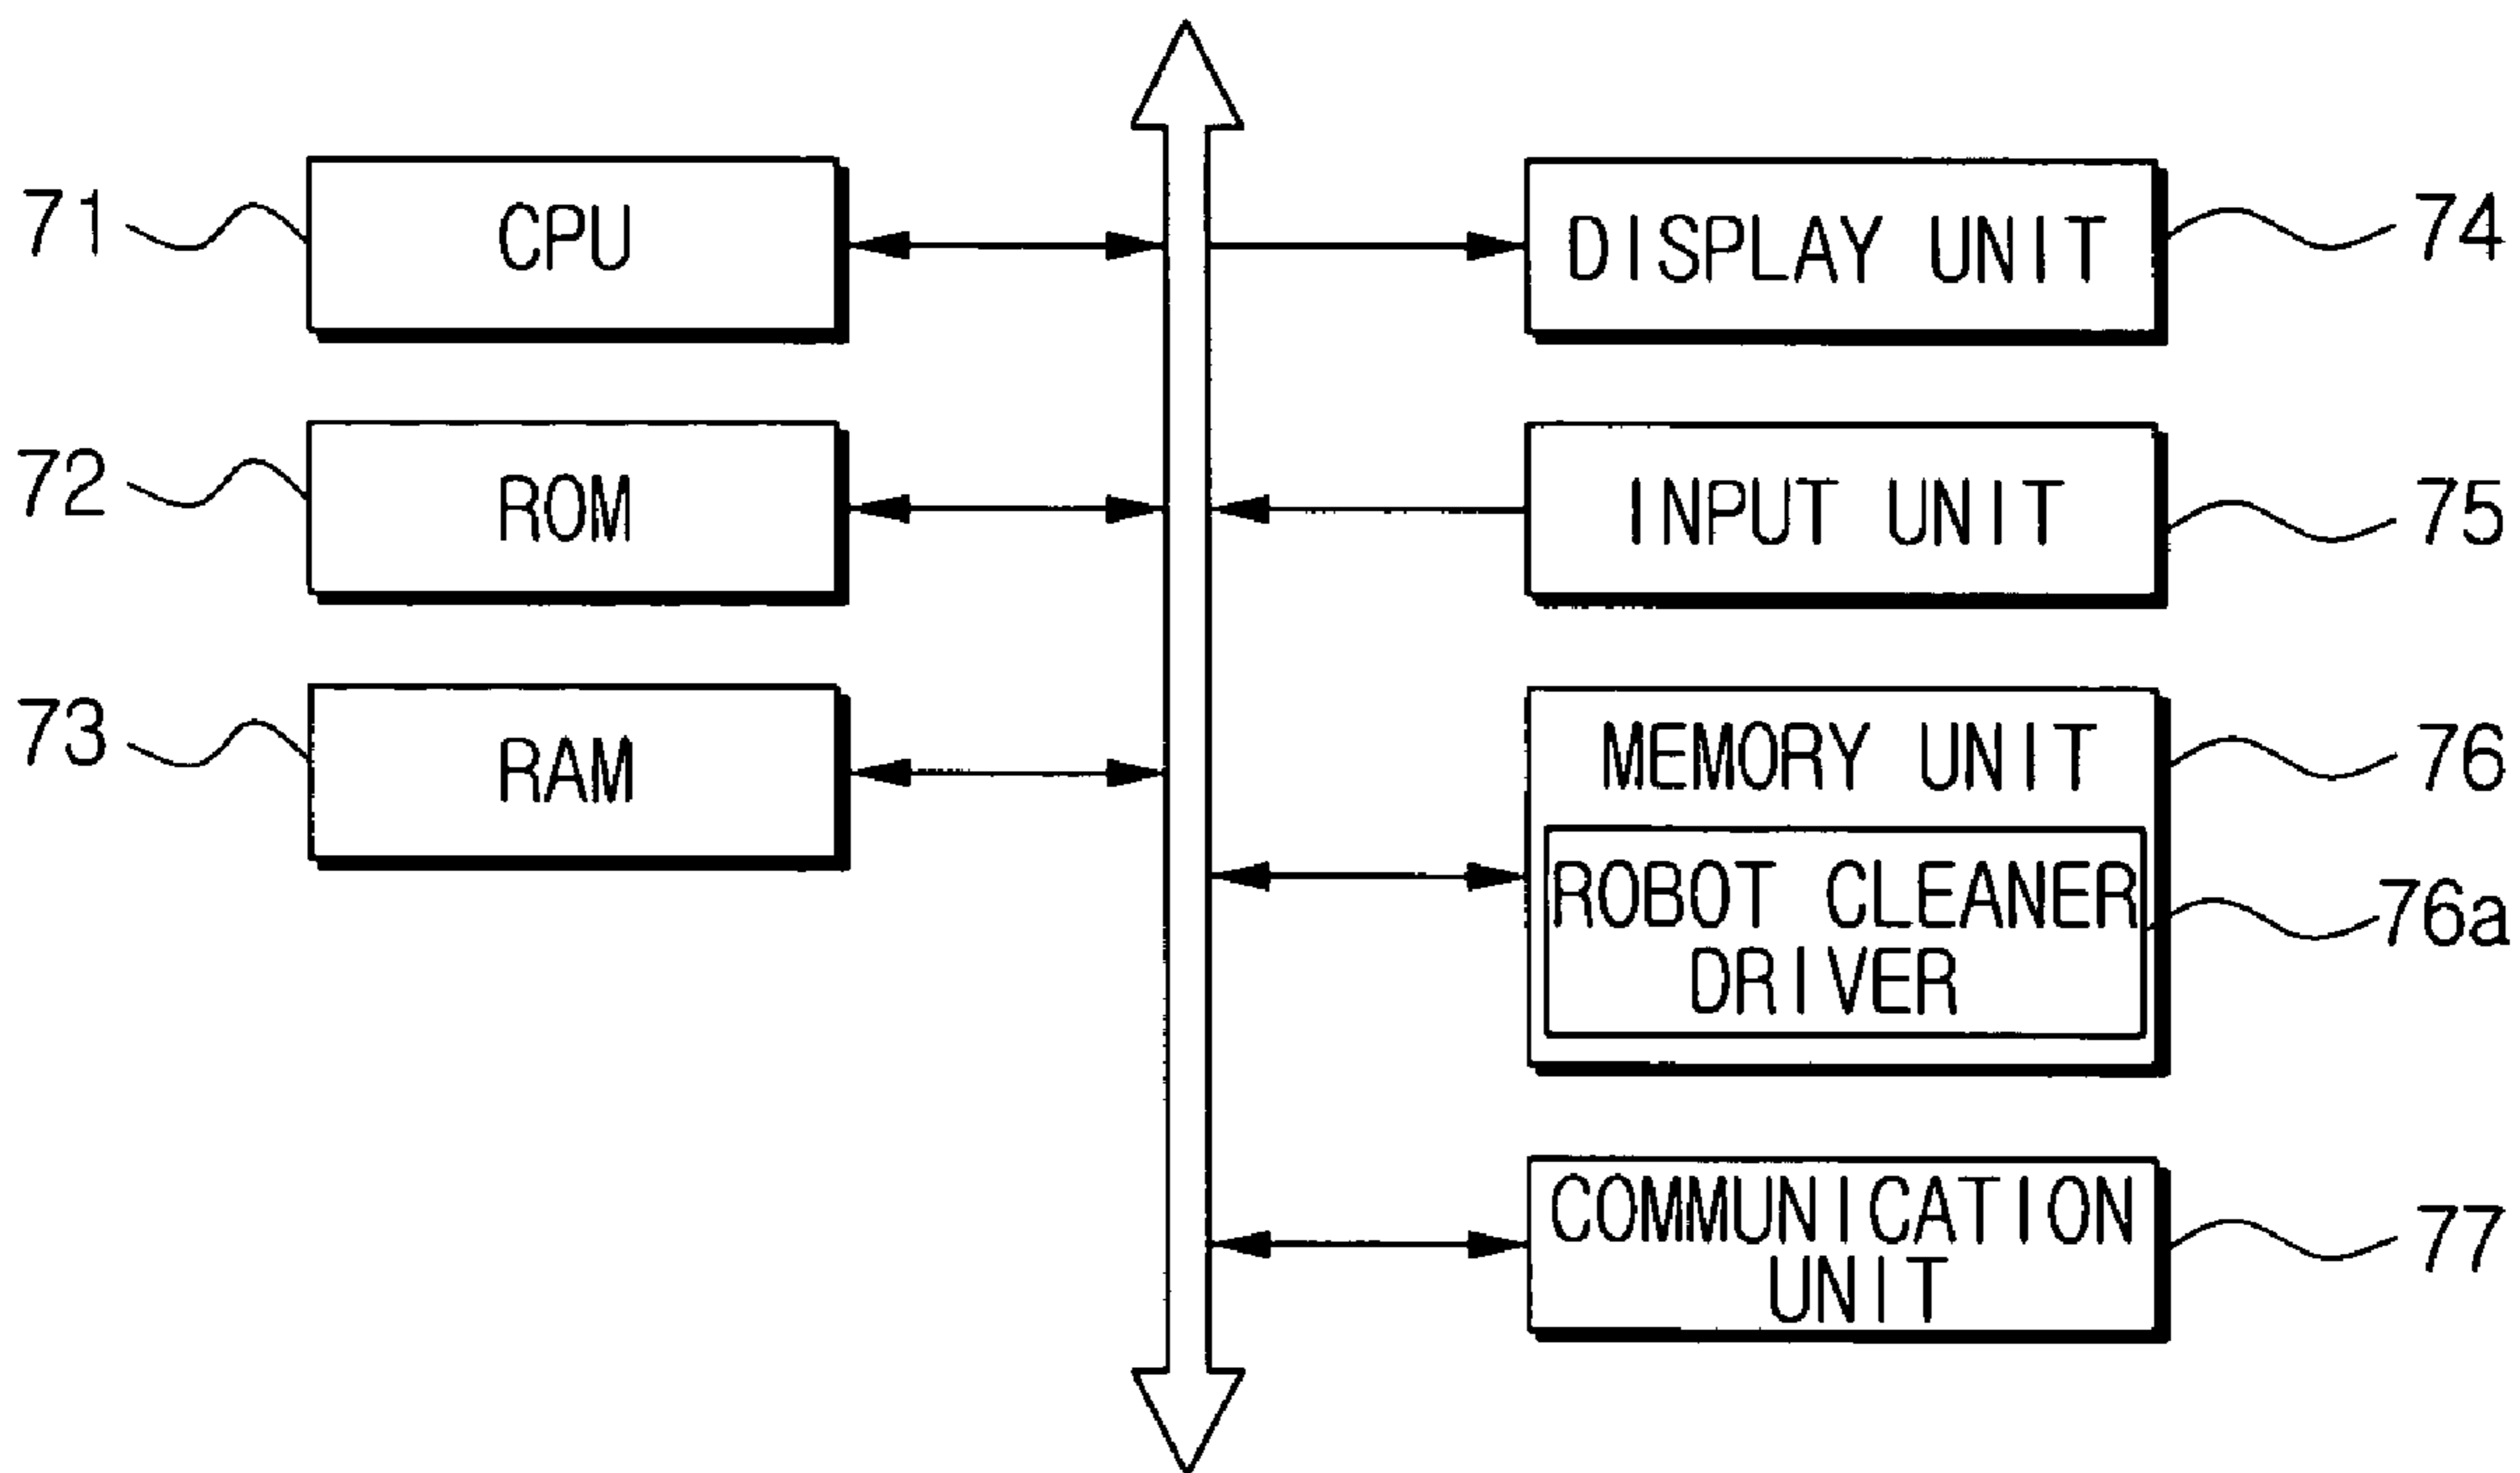 71
CPU
DISPLAY UNIT
74
72
ROM
INPUT UNIT
75
73
RAM
MEMORY UNIT
76
ROBOT CLEANER
DRIVER
76a
COMMUNICATION
UNIT
77